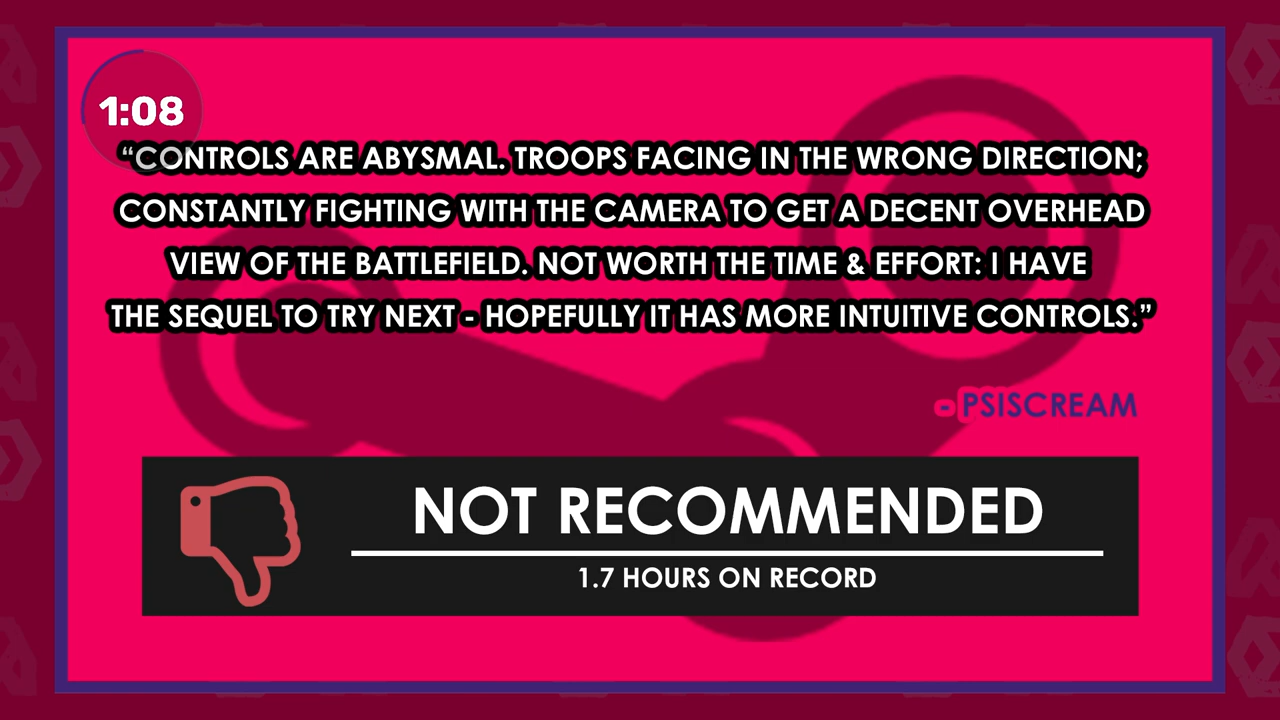 1:08
“CONTROLS ARE ABYSMAL. TROOPS FACING IN THE WRONG DIRECTION;
CONSTANTLY FIGHTING WITH THE CAMERA TO GET A DECENT OVERHEAD
VIEW OF THE BATTLEFIELD. NOT WORTH THE TIME & EFFORT: I HAVE
THE SEQUEL TO TRY NEXT - HOPEFULLY IT HAS MORE INTUITIVE CONTROLS.”
- PSISCREAM
NOT RECOMMENDED
1.7 HOURS ON RECORD